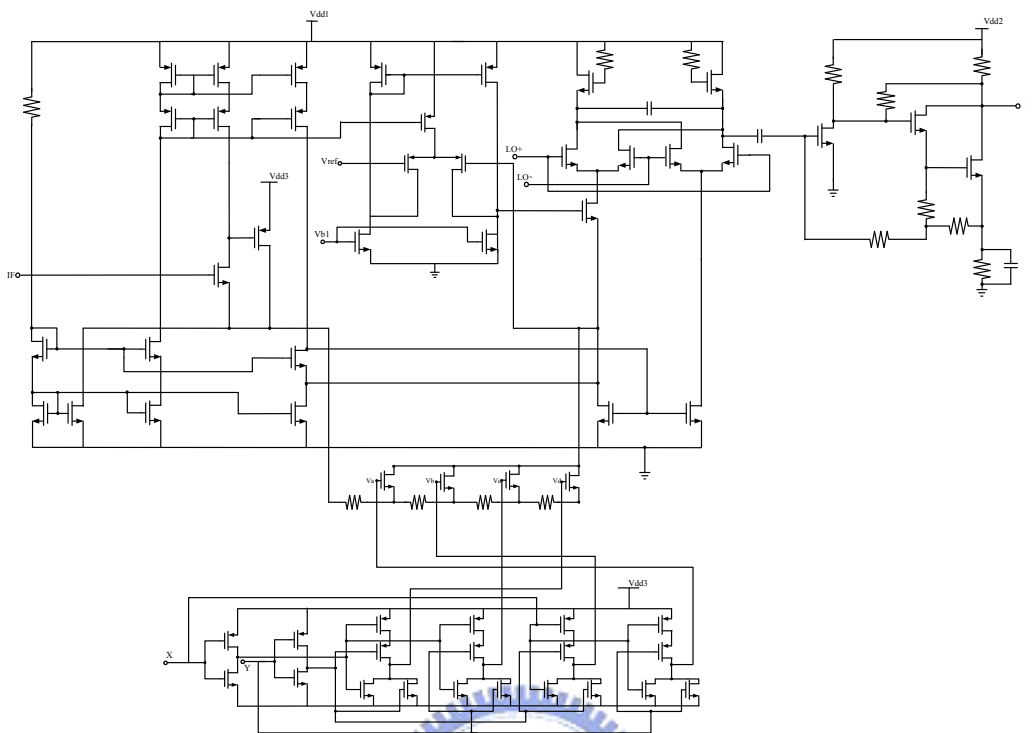 Vdd1
Vdd2
LO+
Vref
LO-
Vdd3
Vb1
IF
Va
Vb
Vc
Vd
Vdd3
X
Y